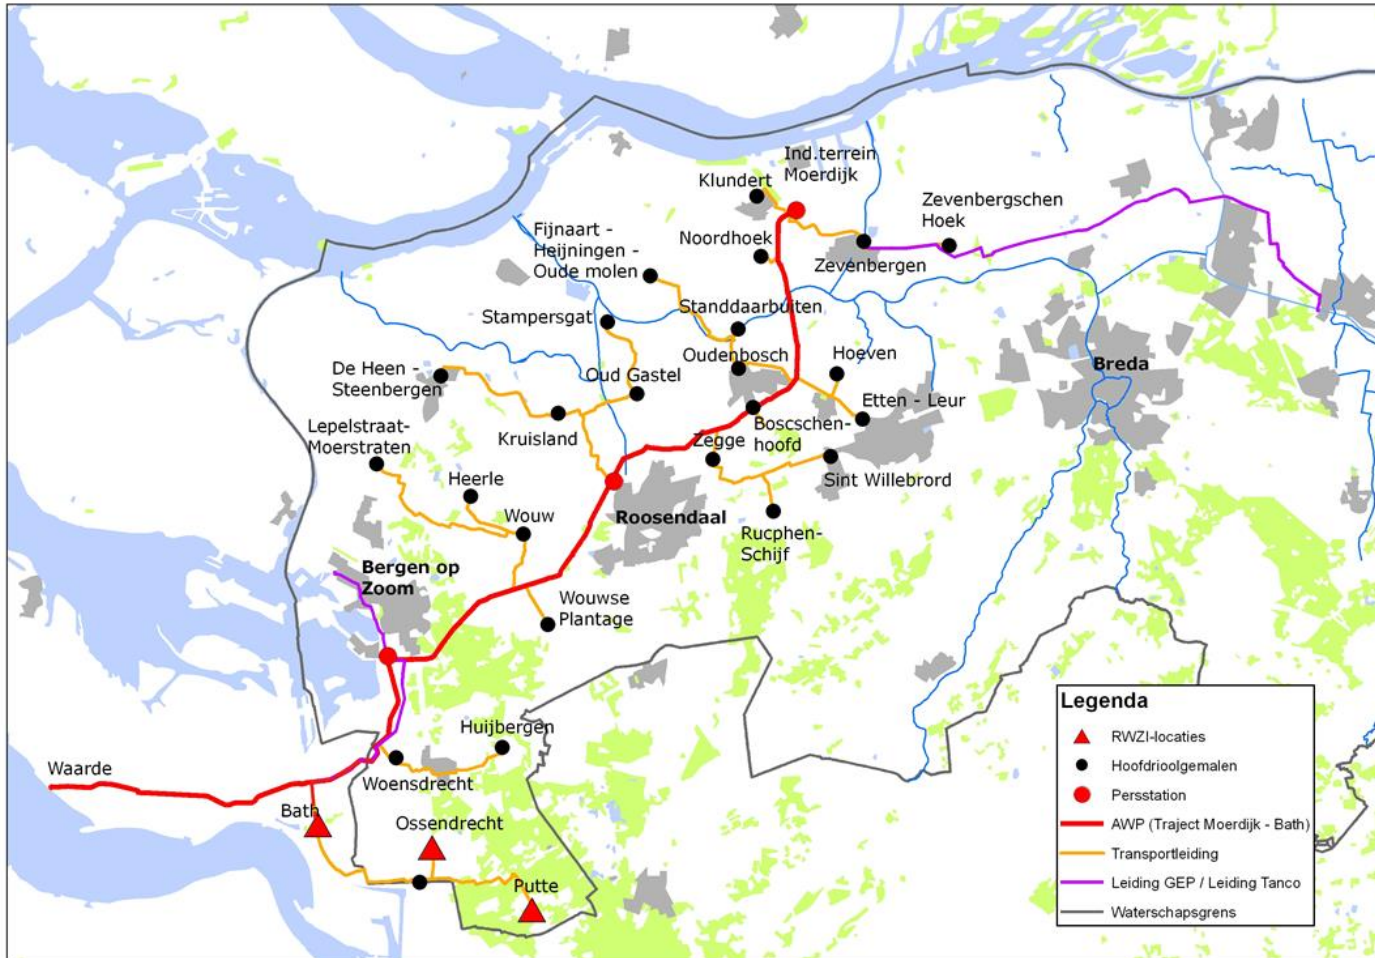 Ind.terrein
Moerdijk
Klundert
Zevenbergschen
Hoek
Fijnaart -
Heijningen -
Oude molen
Noordhoek
Zevenbergen
Stampersgat
Standdaarbuiten
De Heen -
Steenbergen
Oud Gastel
Oudenbosch
Hoeven
Breda
Etten - Leur
Lepelstraat-
Moerstraten
Kruisland
Zegge
Boscschen-
hoofd
Heerle
Sint Willebrord
Wouw
Roosendaal
Rucphen-
Schijf
Bergen op
Zoom
Wouwse
Plantage
Huijbergen
Waarde
Woensdrecht
Bath
Ossendrecht
Putte
Legenda
RWZI-locaties
Hoofdrioolgemalen
Persstation
AWP (Traject Moerdijk - Bath)
Transportleiding
Leiding GEP / Leiding Tanco
Waterschapsgrens